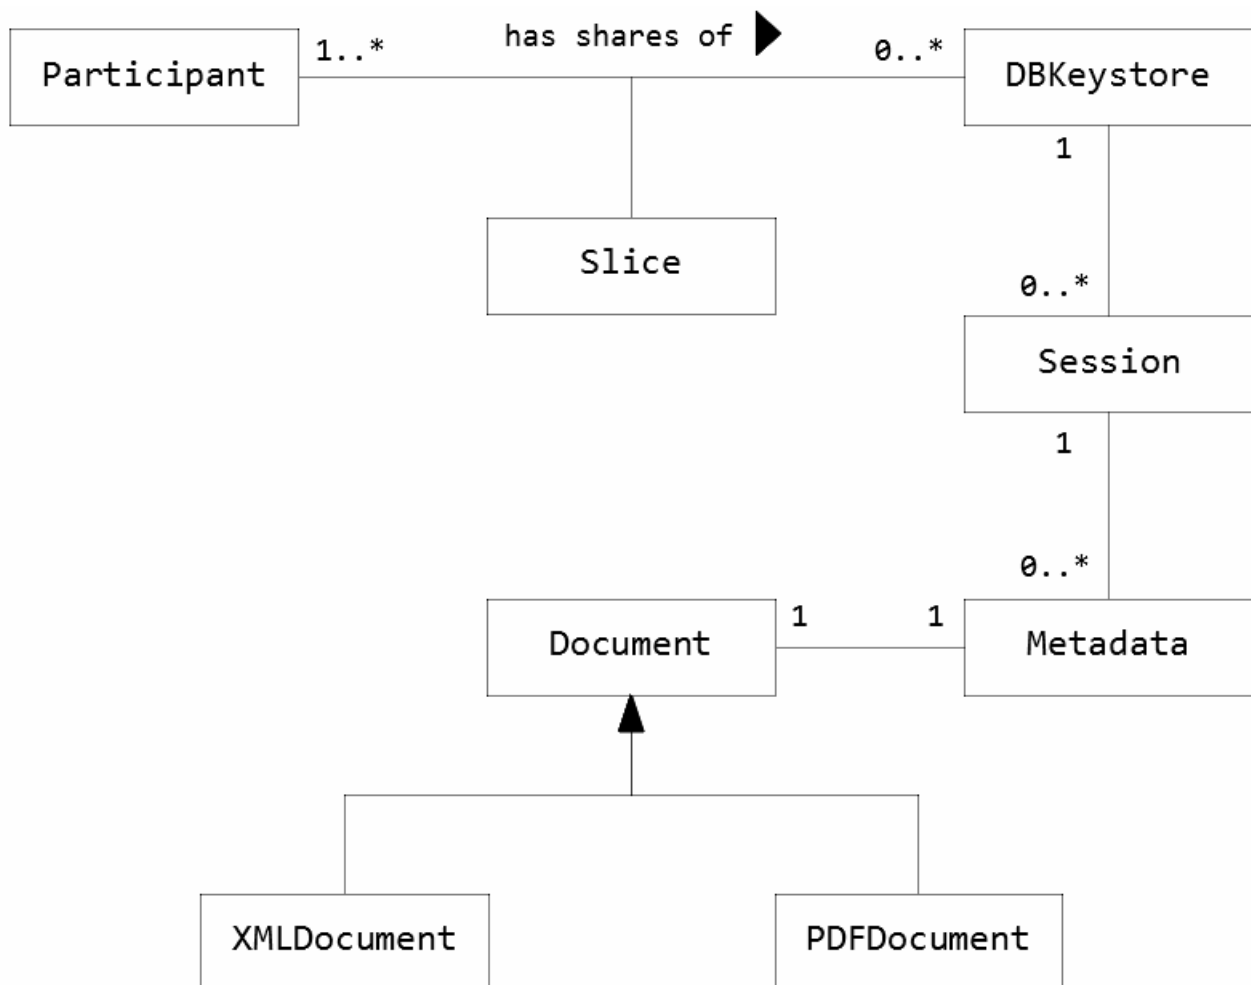 has shares of
Participant
1..*
0..*
DBKeystore
1
Slice
0..*
Session
1
0..*
Document
1
1
Metadata
XMLDocument
PDFDocument